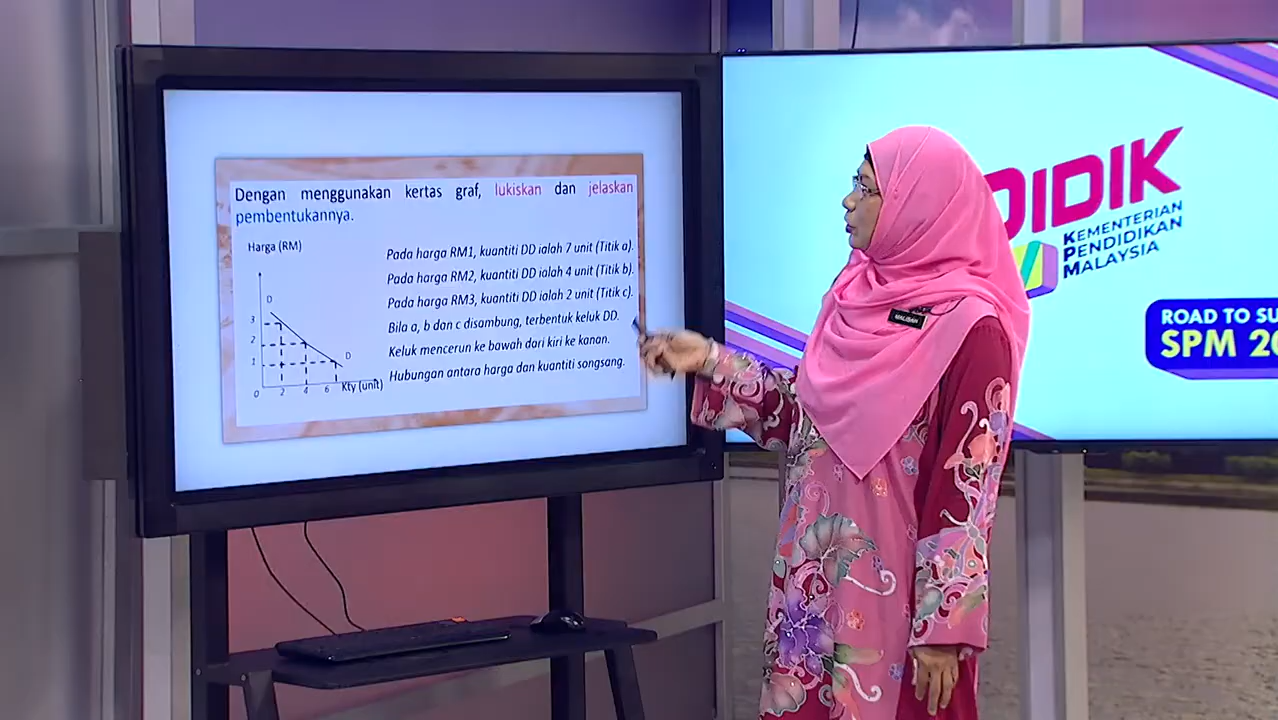 Dengan menggunakan kertas graf, lukiskan dan jelaskan
pembentukannya.
Harga (RM)
Pada harga RM1, kuantiti DD ialah 7 unit (Titik a).
Pada harga RM2, kuantiti DD ialah 4 unit (Titik b).
Pada harga RM3, kuantiti DD ialah 2 unit (Titik c).
Bila a, b dan c disambung, terbentuk keluk DD.
Keluk mencerun ke bawah dari kiri ke kanan.
Hubungan antara harga dan kuantiti songsang.
D
3
2
1
D
0 2 4 6 Kty (unit)
DIDIK
KEMENTERIAN
PENDIDIKAN
MALAYSIA
ROAD TO SU
SPM 20